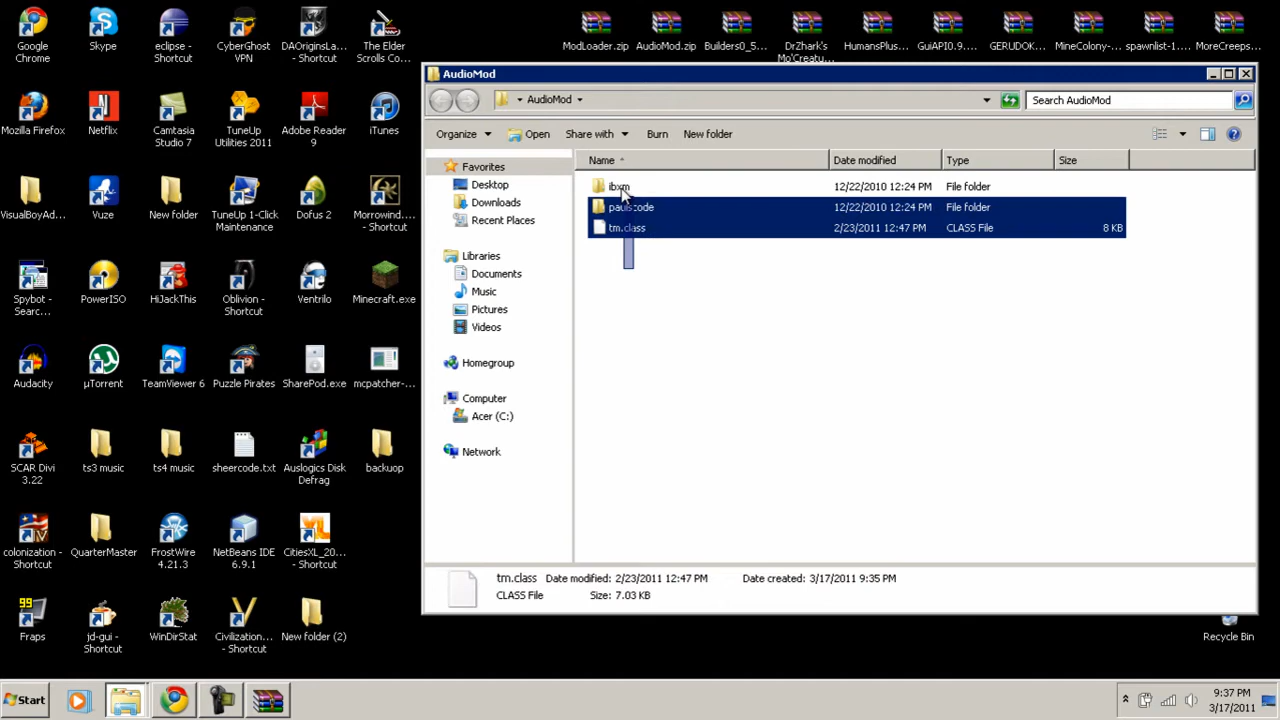 Google Chrome
Skype
eclipse - Shortcut
CyberGhost VPN
DAOriginsLa... - Shortcut
The Elder Scrolls Co...
ModLoader.zip
AudioMod.zip
Builders0_5...
DrZhark's Mo'Creatu...
HumansPlus...
GuiAPI0.9....
GERUDOK...
MineColony-...
spawnlist-1....
MoreCreeps...
Mozilla Firefox
Netflix
Camtasia Studio 7
TuneUp Utilities 2011
Adobe Reader 9
iTunes
VisualBoyAd...
Vuze
New folder
TuneUp 1-Click Maintenance
Dofus 2
Morrowind... - Shortcut
Spybot - Searc...
PowerISO
HiJackThis
Oblivion - Shortcut
Ventrilo
Minecraft.exe
Audacity
µTorrent
TeamViewer 6
Puzzle Pirates
SharePod.exe
mcpatcher-...
SCAR Divi 3.22
ts3 music
ts4 music
sheercode.txt
Auslogics Disk Defrag
backuop
colonization - Shortcut
QuarterMaster
FrostWire 4.21.3
NetBeans IDE 6.9.1
CitiesXL_20... - Shortcut
99
Fraps
jd-gui - Shortcut
WinDirStat
Civilization... - Shortcut
New folder (2)
AudioMod
AudioMod
Search AudioMod
Organize
Open
Share with
Burn
New folder
Favorites
Desktop
Downloads
Recent Places
Libraries
Documents
Music
Pictures
Videos
Homegroup
Computer
Acer (C:)
Network
Name Date modified Type Size
ibxm 12/22/2010 12:24 PM File folder
paulscode 12/22/2010 12:24 PM File folder
tm.class 2/23/2011 12:47 PM CLASS File 8 KB
tm.class Date modified: 2/23/2011 12:47 PM Date created: 3/17/2011 9:35 PM
CLASS File Size: 7.03 KB
Recycle Bin
Start
9:37 PM
3/17/2011